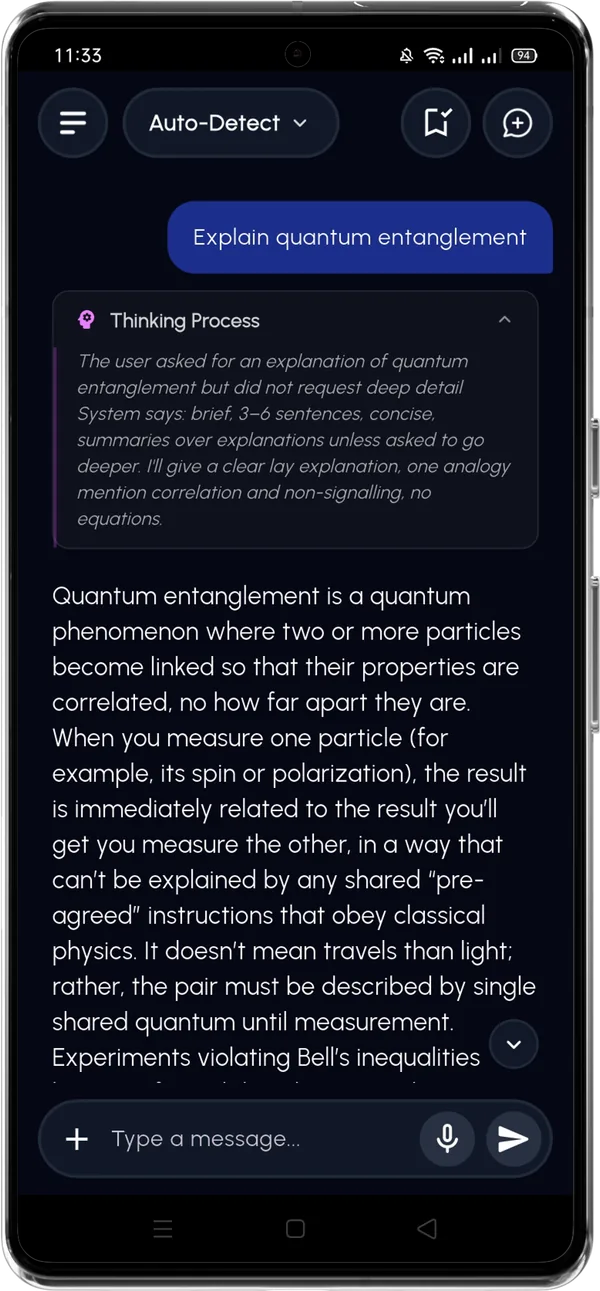 11:33
94
Auto-Detect
Explain quantum entanglement
Thinking Process
The user asked for an explanation of quantum
entanglement but did not request deep detail
System says: brief, 3–6 sentences, concise,
summaries over explanations unless asked to go
deeper. I'll give a clear lay explanation, one analogy
mention correlation and non-signalling, no
equations.
Quantum entanglement is a quantum
phenomenon where two or more particles
become linked so that their properties are
correlated, no how far apart they are.
When you measure one particle (for
example, its spin or polarization), the result
is immediately related to the result you'll
get you measure the other, in a way that
can't be explained by any shared “pre-
agreed” instructions that obey classical
physics. It doesn't mean travels than light;
rather, the pair must be described by single
shared quantum until measurement.
Experiments violating Bell's inequalities
Type a message...